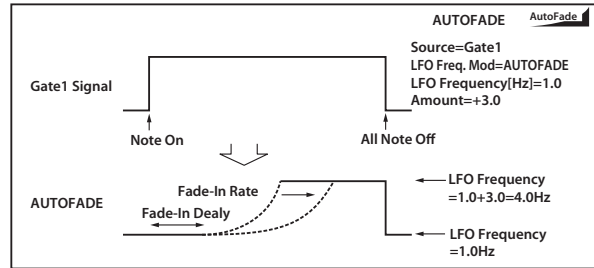 AUTOFADE
AutoFade
Source=Gate1
LFO Freq. Mod=AUTOFADE
LFO Frequency[Hz]=1.0
Amount=+3.0
Gate1 Signal
Note On
All Note Off
AUTOFADE
Fade-In Rate
Fade-In Dealy
LFO Frequency
=1.0+3.0=4.0Hz
LFO Frequency
=1.0Hz